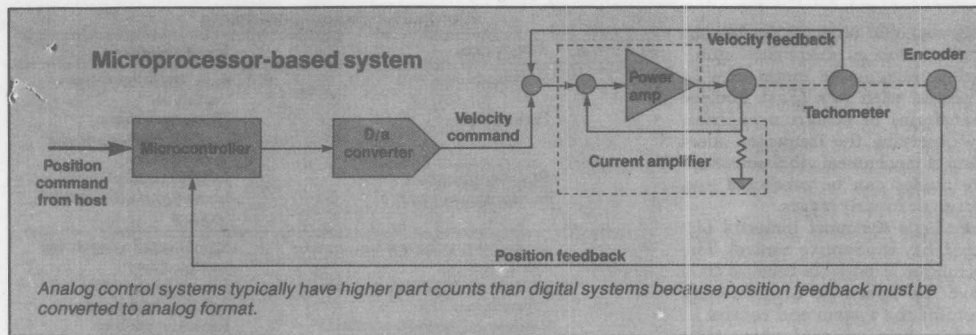 Microprocessor-based system
Velocity feedback
Encoder
Power
amp
Tachometer
D/a
converter
Velocity
command
Microcontroller
Current amplifier
Position
command
from host
Position feedback
Analog control systems typically have higher part counts than digital systems because position feedback must be
converted to analog format.